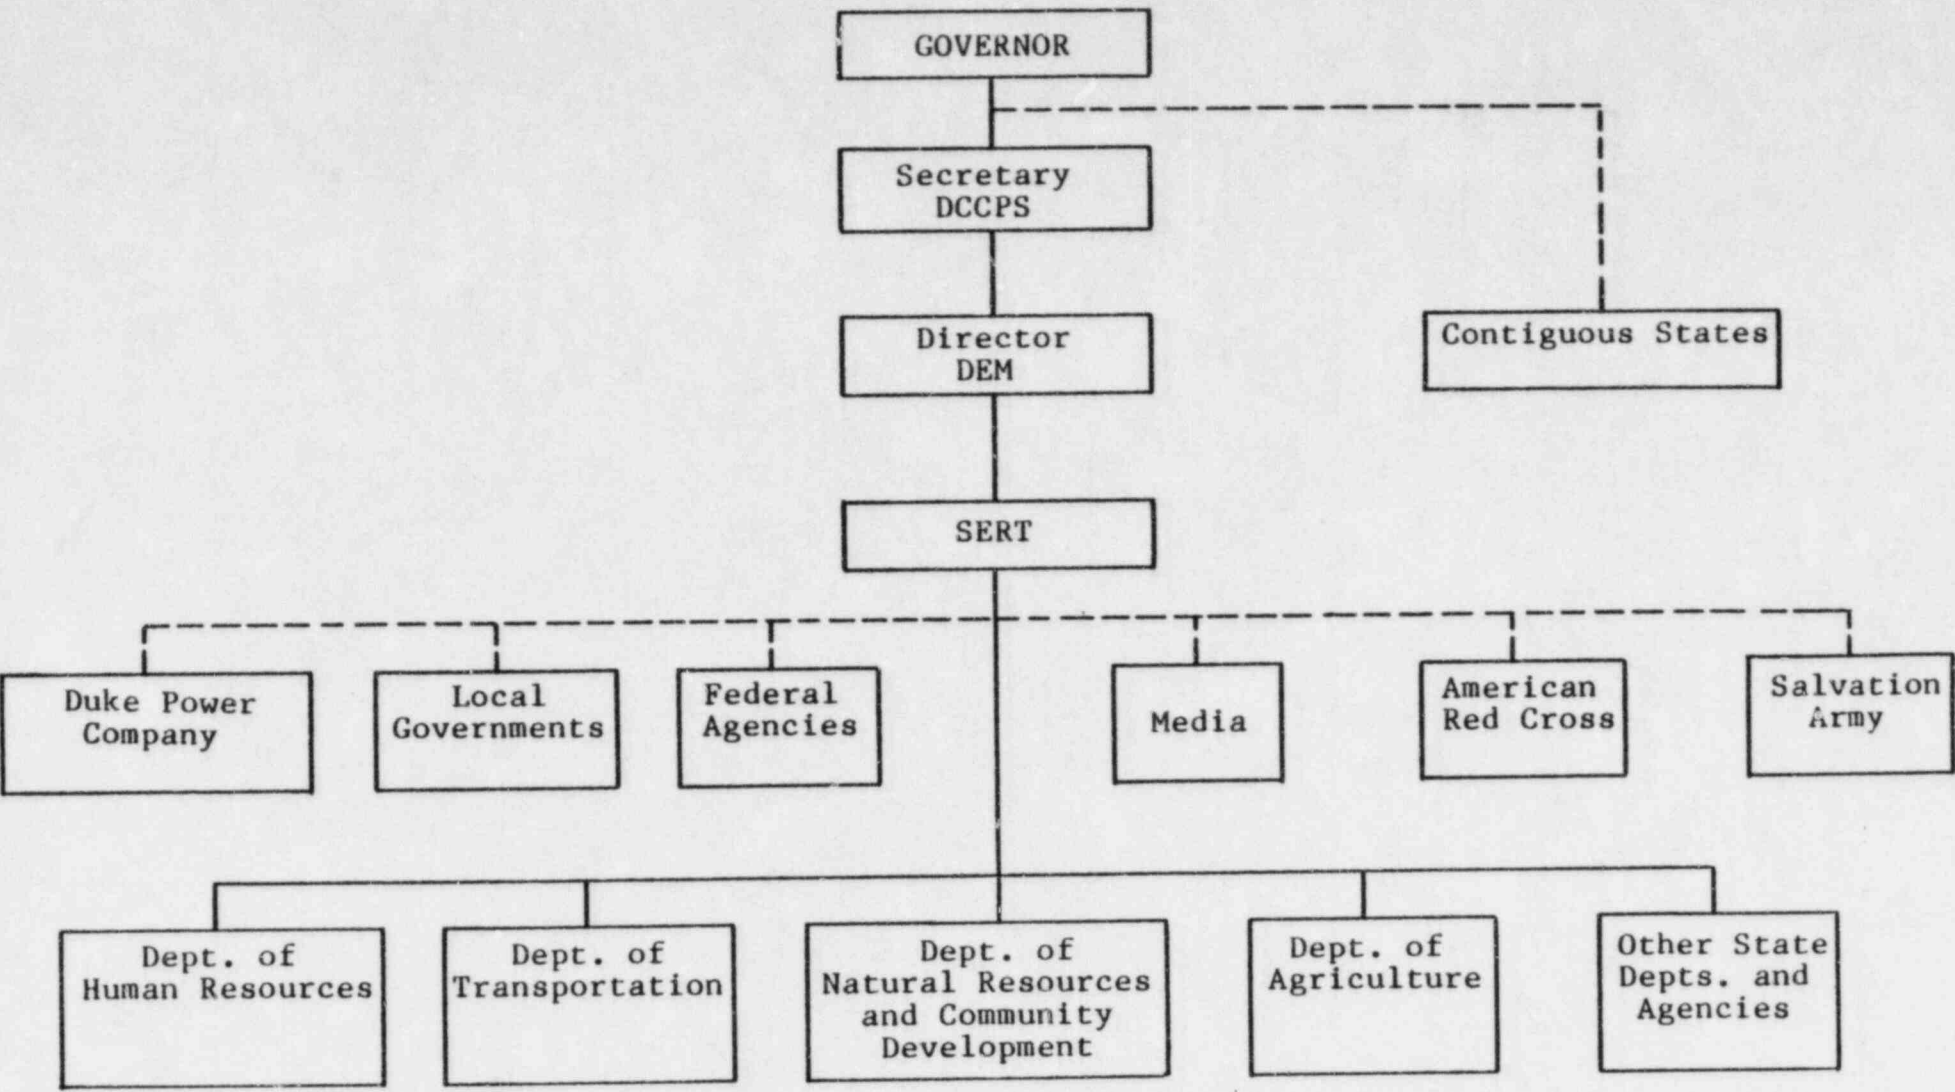 GOVERNOR
Secretary
DCCPS
Director
DEM
Contiguous States
SERT
Duke Power
Company
Local
Governments
Federal
Agencies
Media
American
Red Cross
Salvation
Army
Dept. of
Human Resources
Dept. of
Transportation
Dept. of
Natural Resources
and Community
Development
Dept. of
Agriculture
Other State
Depts. and
Agencies